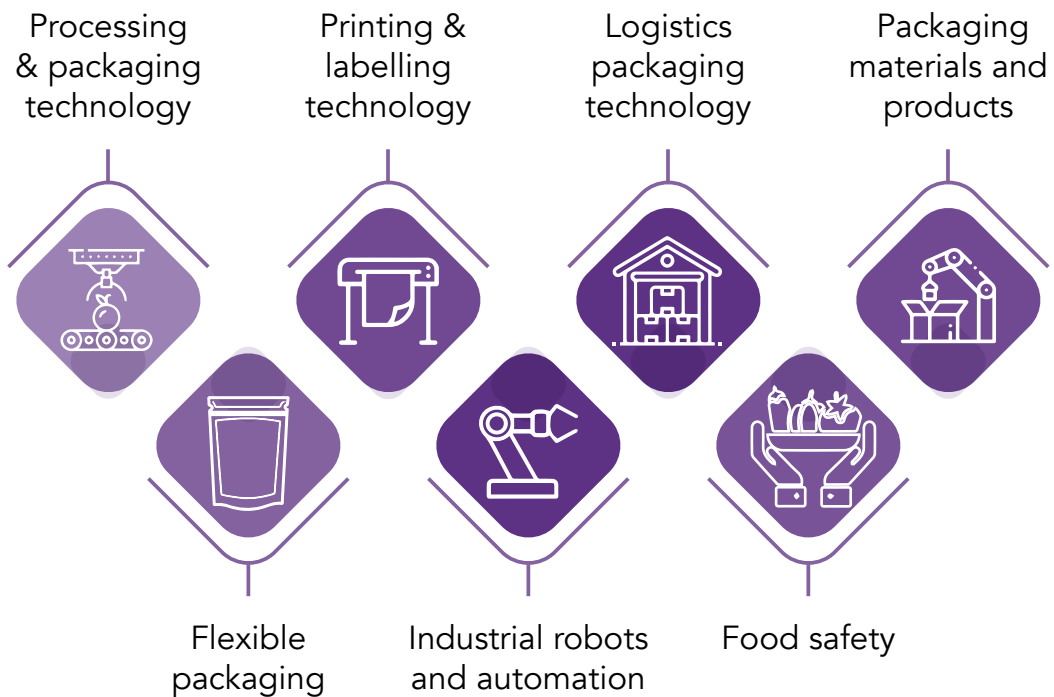 Processing
& packaging
technology
Printing &
labelling
technology
Logistics
packaging
technology
Packaging
materials and
products
Flexible
packaging
Industrial robots
and automation
Food safety